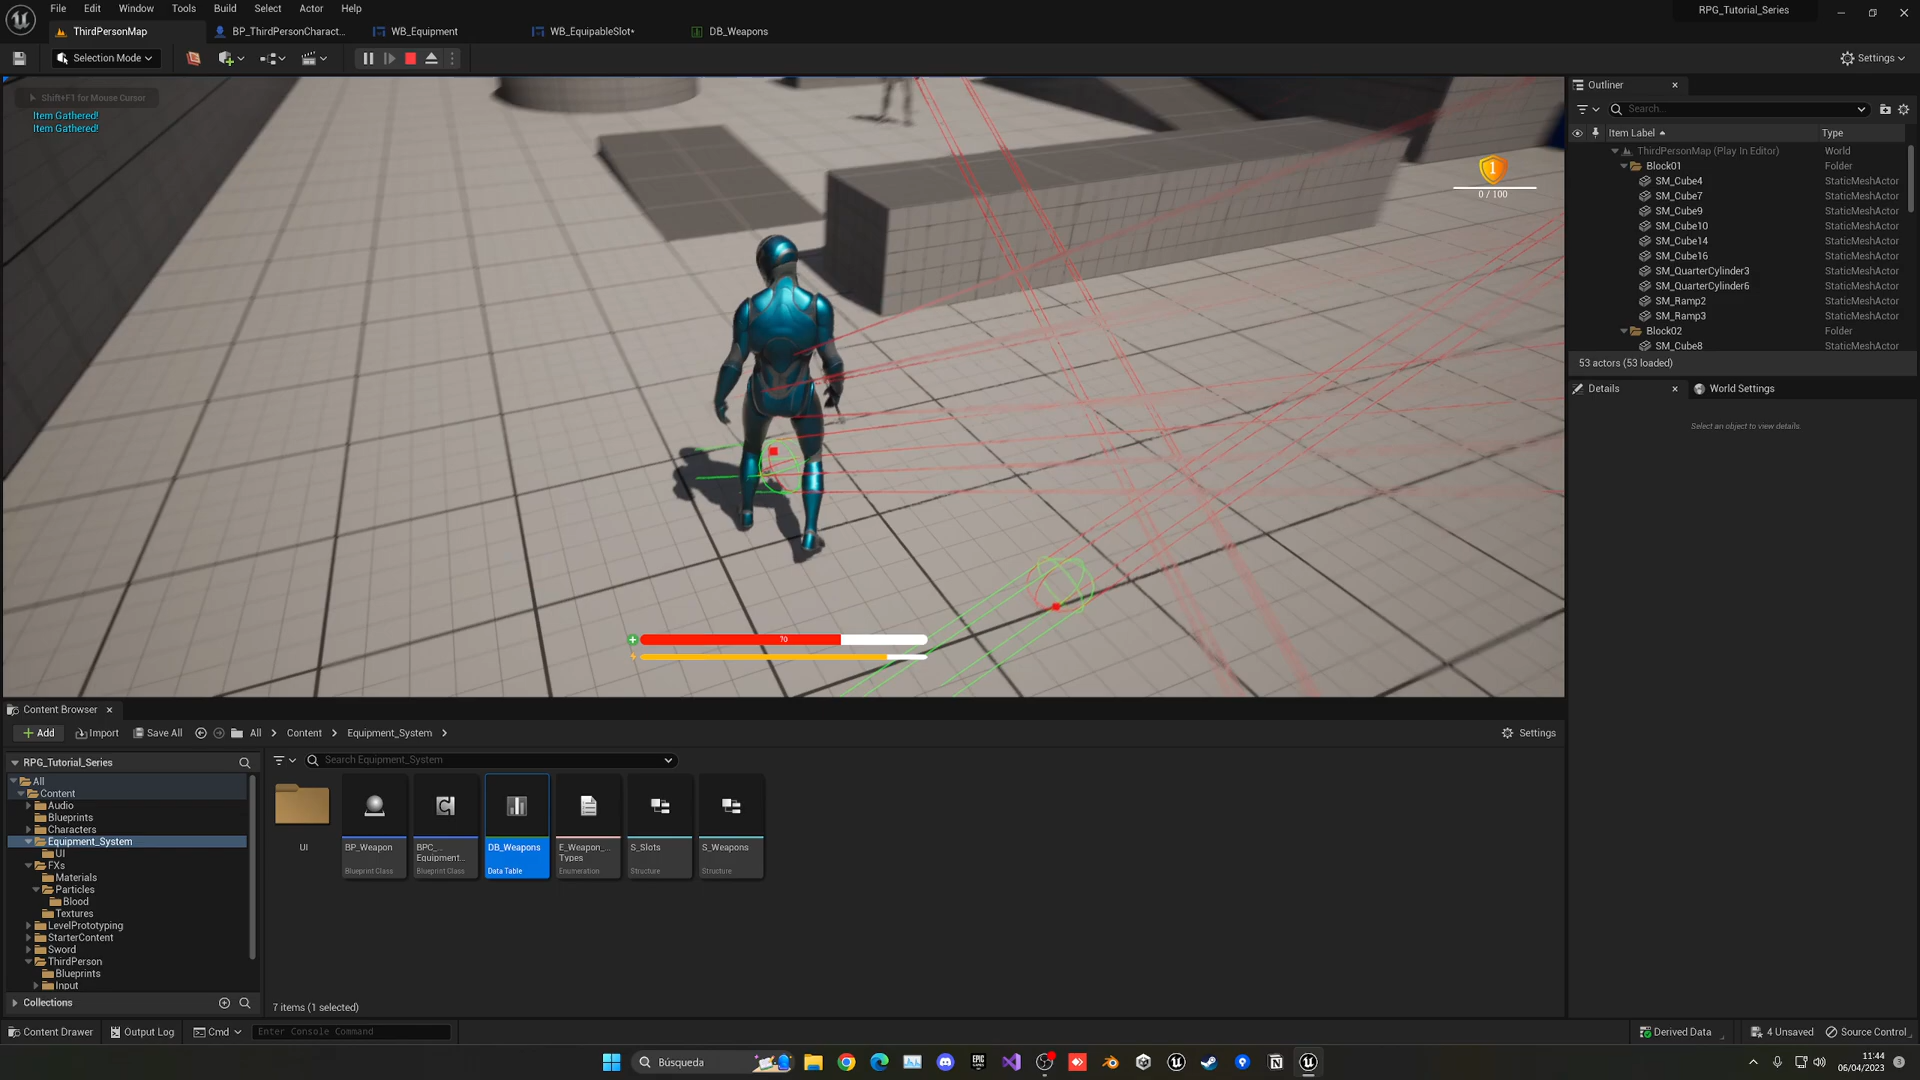 File Edit Window Tools Build Select Actor Help
RPG_Tutorial_Series
ThirdPersonMap
BP_ThirdPersonCharact...
WB_Equipment
WB_EquipableSlot*
DB_Weapons
Selection Mode
Settings
Shift+F1 for Mouse Cursor
Item Gathered!
Item Gathered!
1
0 / 100
70
Outliner
Search...
Item Label Type
ThirdPersonMap (Play In Editor) World
Block01 Folder
SM_Cube4 StaticMeshActor
SM_Cube7 StaticMeshActor
SM_Cube9 StaticMeshActor
SM_Cube10 StaticMeshActor
SM_Cube14 StaticMeshActor
SM_Cube16 StaticMeshActor
SM_QuarterCylinder3 StaticMeshActor
SM_QuarterCylinder6 StaticMeshActor
SM_Ramp2 StaticMeshActor
SM_Ramp3 StaticMeshActor
Block02 Folder
SM_Cube8 StaticMeshActor
53 actors (53 loaded)
Details
World Settings
Select an object to view details.
Content Browser
Add Import Save All All Content Equipment_System
Settings
RPG_Tutorial_Series
All
Content
Audio
Blueprints
Characters
Equipment_System
UI
FXs
Materials
Particles
Blood
Textures
LevelPrototyping
StarterContent
Sword
ThirdPerson
Blueprints
Input
Collections
Search Equipment_System
UI
BP_Weapon
Blueprint Class
BPC_...
Equipment...
Blueprint Class
DB_Weapons
Data Table
E_Weapon_...
Types
Enumeration
S_Slots
Structure
S_Weapons
Structure
7 items (1 selected)
Content Drawer Output Log Cmd Enter Console Command
Derived Data 4 Unsaved Source Control
Búsqueda
EPIC GAMES
11:44
06/04/2023
3